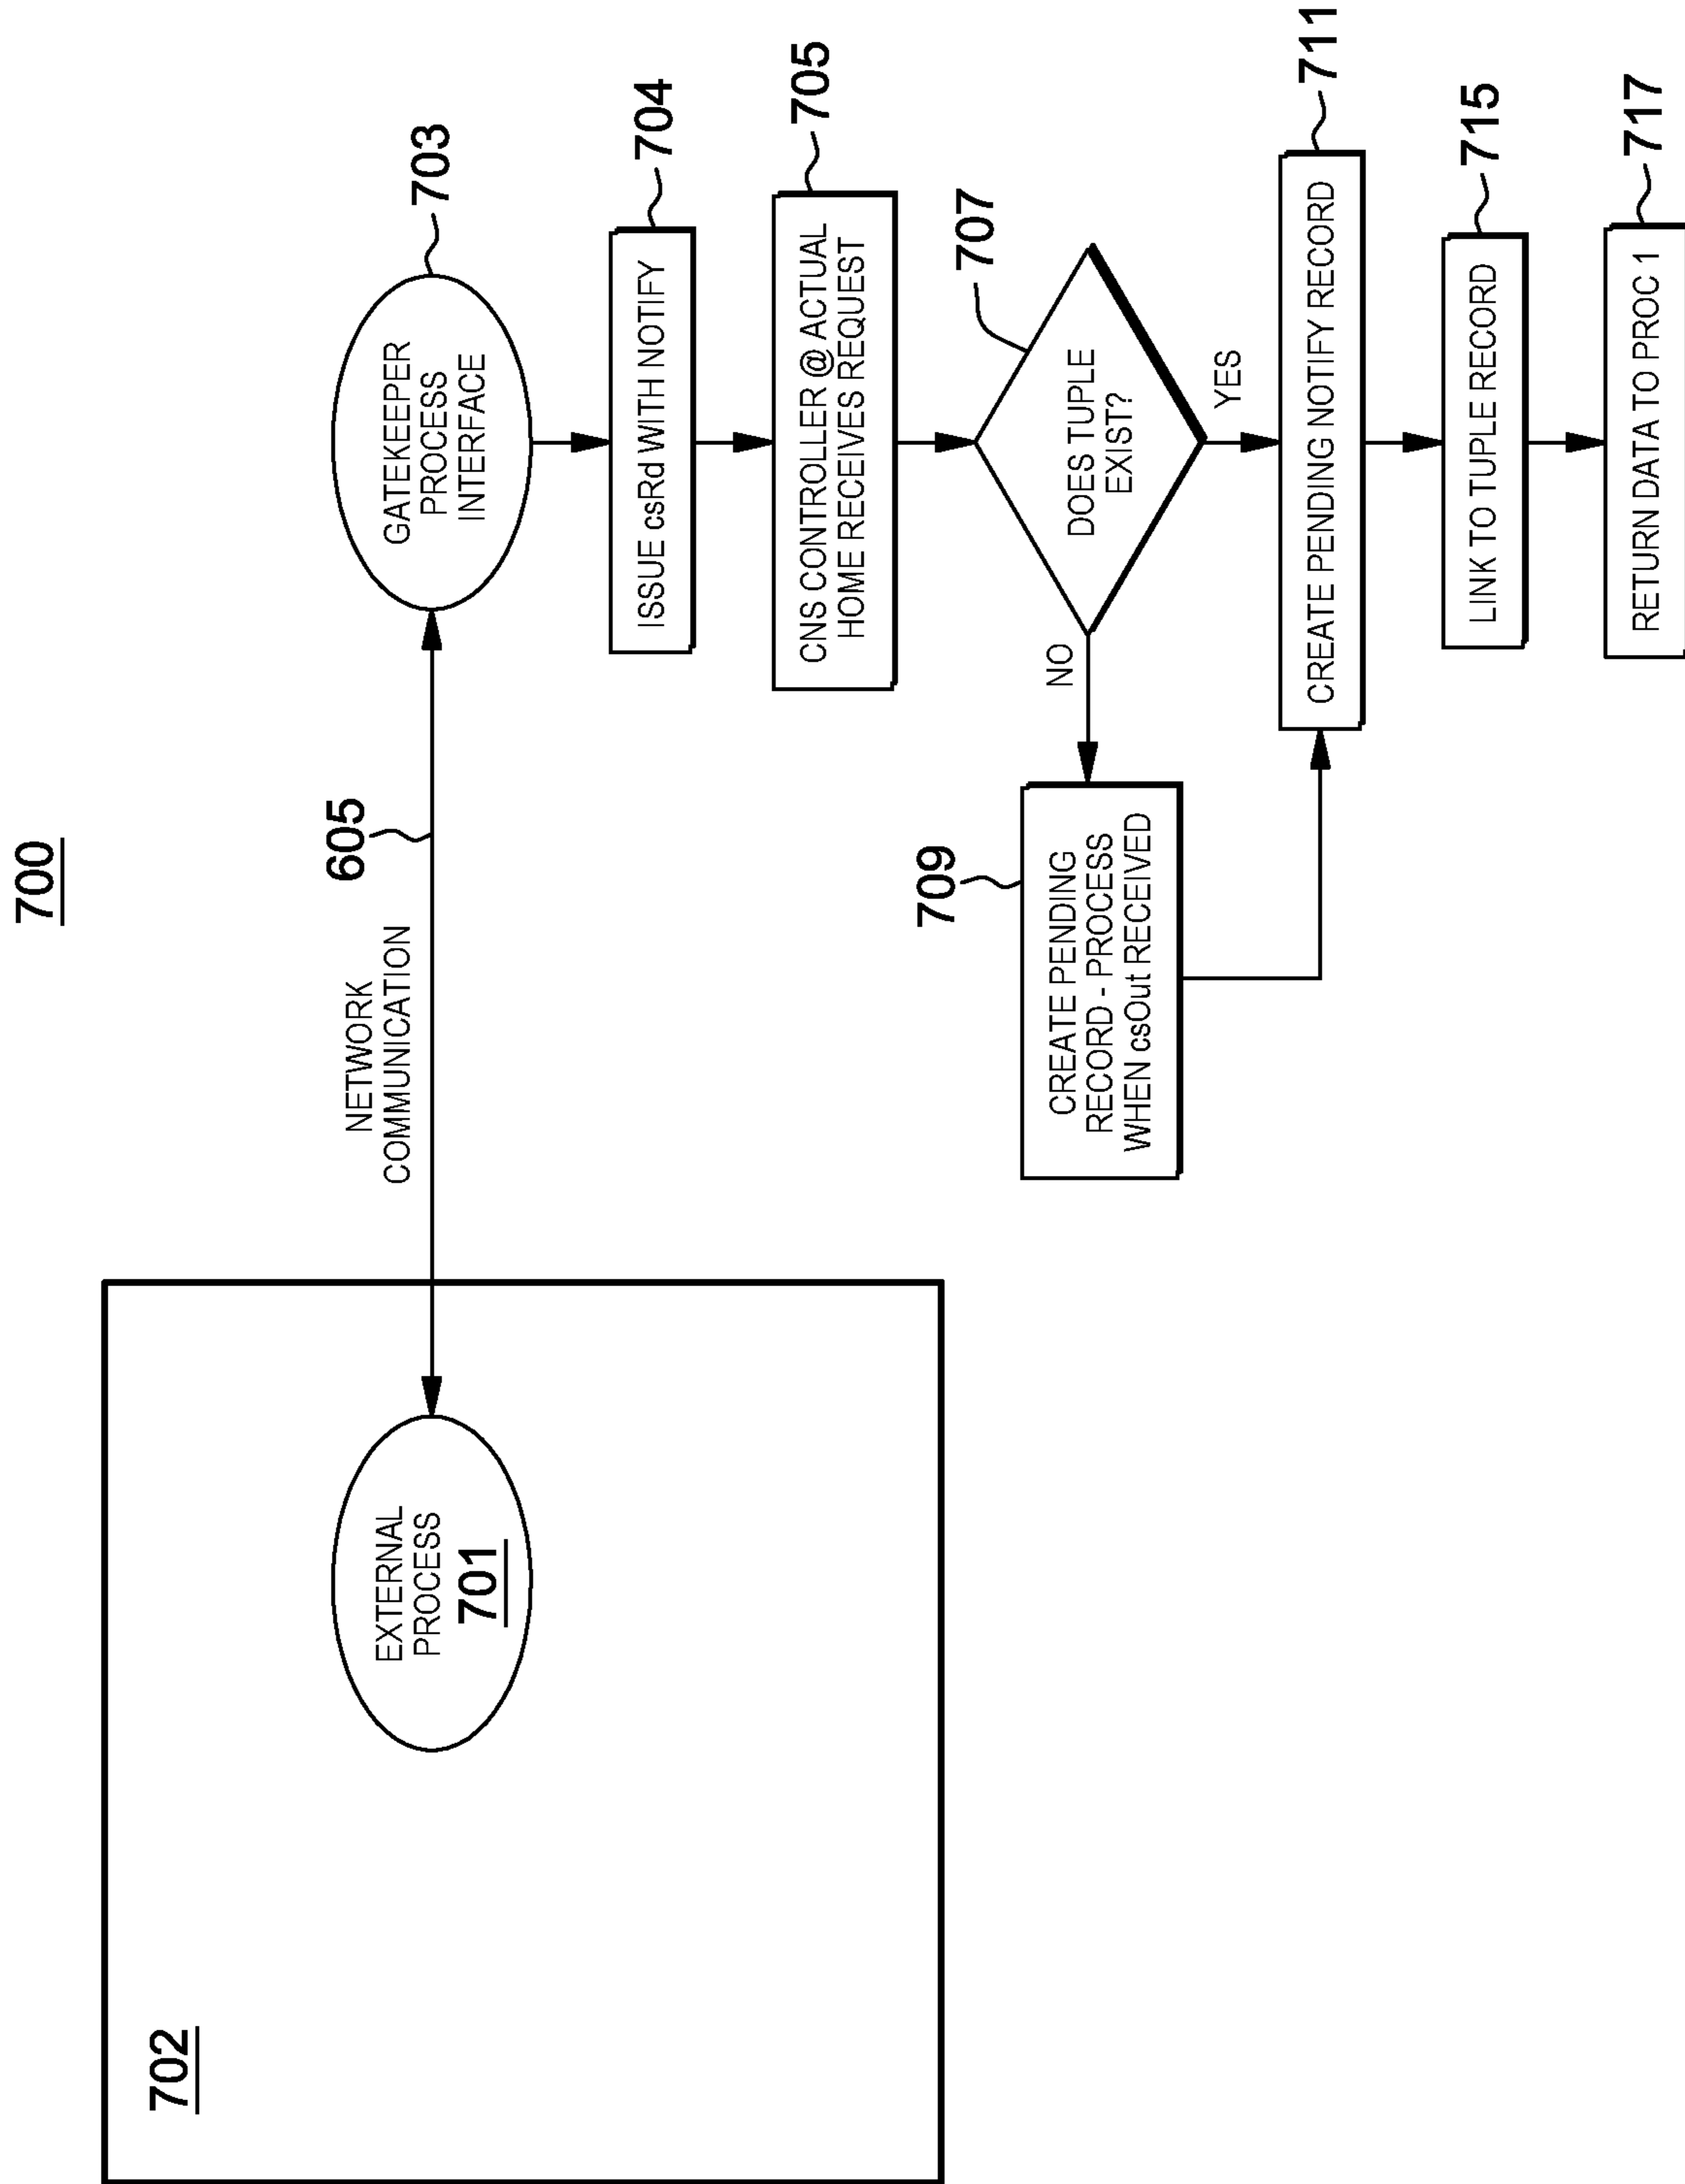 700
702
EXTERNAL
PROCESS
701
NETWORK
COMMUNICATION
605
GATEKEEPER
PROCESS
INTERFACE
703
ISSUE csRd WITH NOTIFY
704
CNS CONTROLLER @ ACTUAL
HOME RECEIVES REQUEST
705
DOES TUPLE
EXIST?
707
NO
YES
CREATE PENDING
RECORD - PROCESS
WHEN csOut RECEIVED
709
CREATE PENDING NOTIFY RECORD
711
LINK TO TUPLE RECORD
715
RETURN DATA TO PROC 1
717